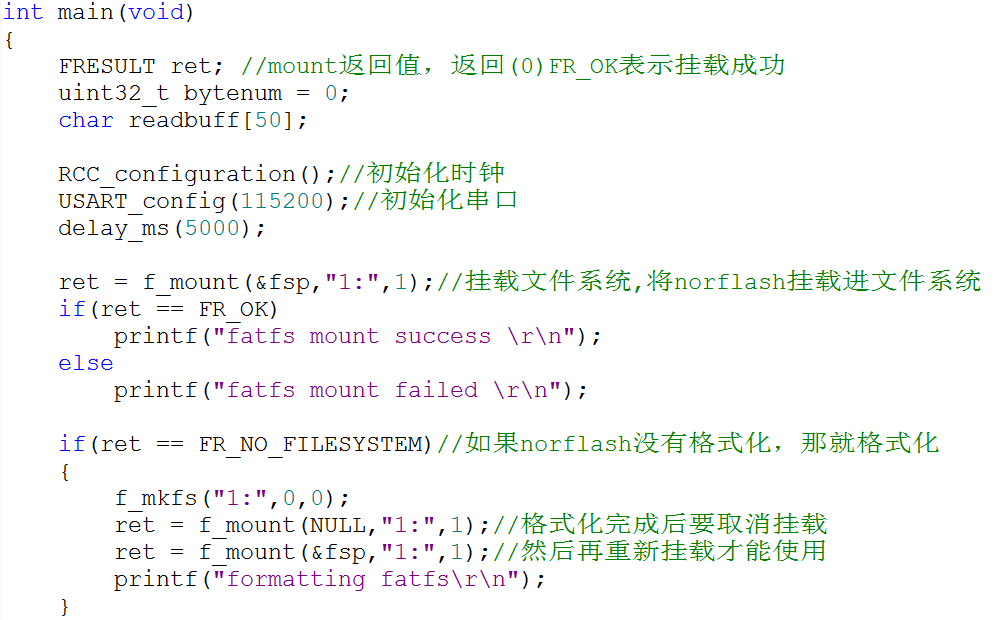 int main(void)
{
    FRESULT ret; //mount返回值，返回(0)FR_OK表示挂载成功
    uint32_t bytenum = 0;
    char readbuff[50];
    RCC_configuration();//初始化时钟
    USART_config(115200);//初始化串口
    delay_ms(5000);
    ret = f_mount(&fsp,"1:",1);//挂载文件系统,将norflash挂载进文件系统
    if(ret == FR_OK)
        printf("fatfs mount success \r\n");
    else
        printf("fatfs mount failed \r\n");
    if(ret == FR_NO_FILESYSTEM)//如果norflash没有格式化，那就格式化
    {
        f_mkfs("1:",0,0);
        ret = f_mount(NULL,"1:",1);//格式化完成后要取消挂载
        ret = f_mount(&fsp,"1:",1);//然后再重新挂载才能使用
        printf("formatting fatfs\r\n");
    }